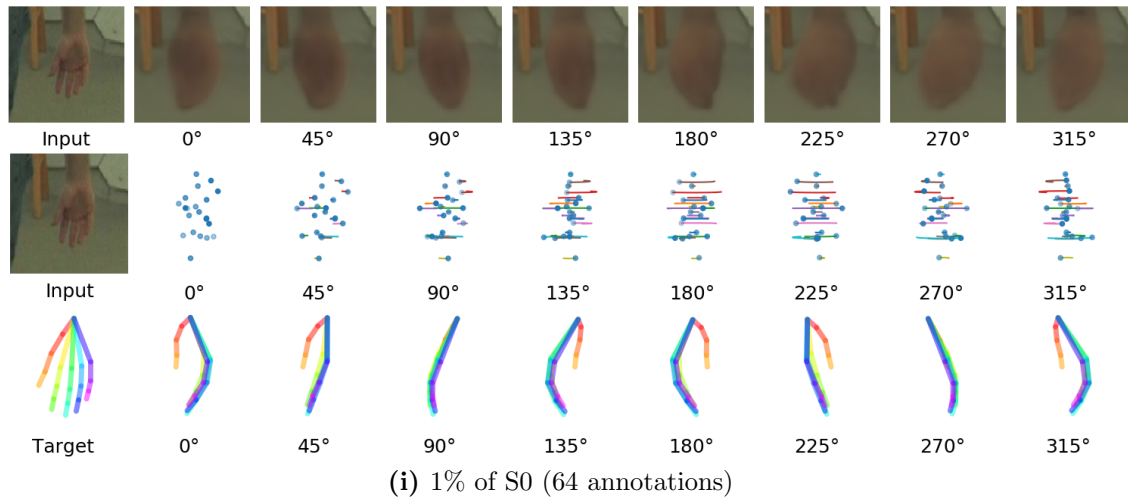 Input 0° 45° 90° 135° 180° 225° 270° 315°
Input 0° 45° 90° 135° 180° 225° 270° 315°
Target 0° 45° 90° 135° 180° 225° 270° 315°
(i) 1% of S0 (64 annotations)